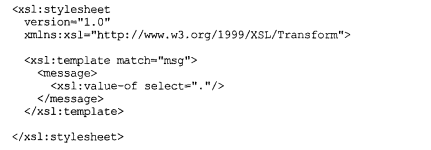 <xsl:stylesheet
  version="1.0"
  xmlns:xsl="http://www.w3.org/1999/XSL/Transform">

  <xsl:template match="msg">
    <message>
      <xsl:value-of select="."/>
    </message>
  </xsl:template>

</xsl:stylesheet>